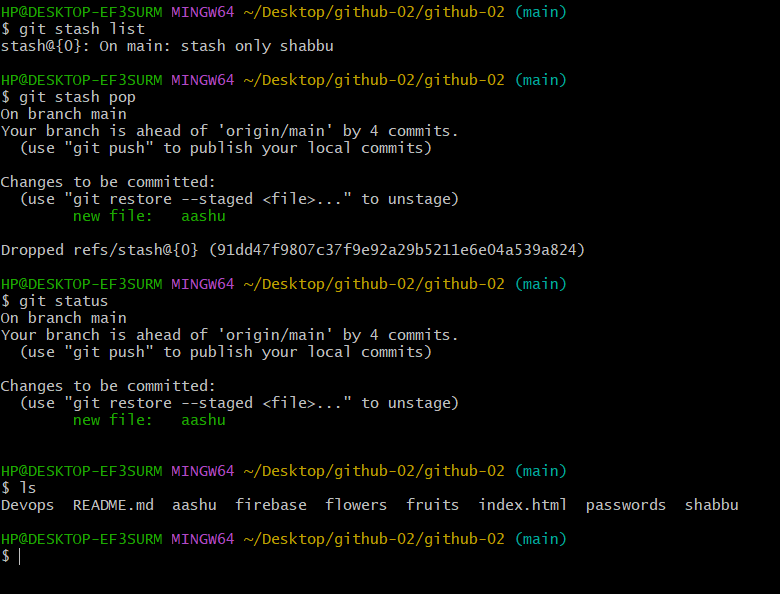 HP@DESKTOP-EF3SURM MINGW64 ~/Desktop/github-02/github-02 (main)
$ git stash list
stash@{0}: On main: stash only shabbu
HP@DESKTOP-EF3SURM MINGW64 ~/Desktop/github-02/github-02 (main)
$ git stash pop
On branch main
Your branch is ahead of 'origin/main' by 4 commits.
  (use "git push" to publish your local commits)
Changes to be committed:
  (use "git restore --staged <file>..." to unstage)
        new file:   aashu
Dropped refs/stash@{0} (91dd47f9807c37f9e92a29b5211e6e04a539a824)
HP@DESKTOP-EF3SURM MINGW64 ~/Desktop/github-02/github-02 (main)
$ git status
On branch main
Your branch is ahead of 'origin/main' by 4 commits.
  (use "git push" to publish your local commits)
Changes to be committed:
  (use "git restore --staged <file>..." to unstage)
        new file:   aashu
HP@DESKTOP-EF3SURM MINGW64 ~/Desktop/github-02/github-02 (main)
$ ls
Devops  README.md  aashu  firebase  flowers  fruits  index.html  passwords  shabbu
HP@DESKTOP-EF3SURM MINGW64 ~/Desktop/github-02/github-02 (main)
$